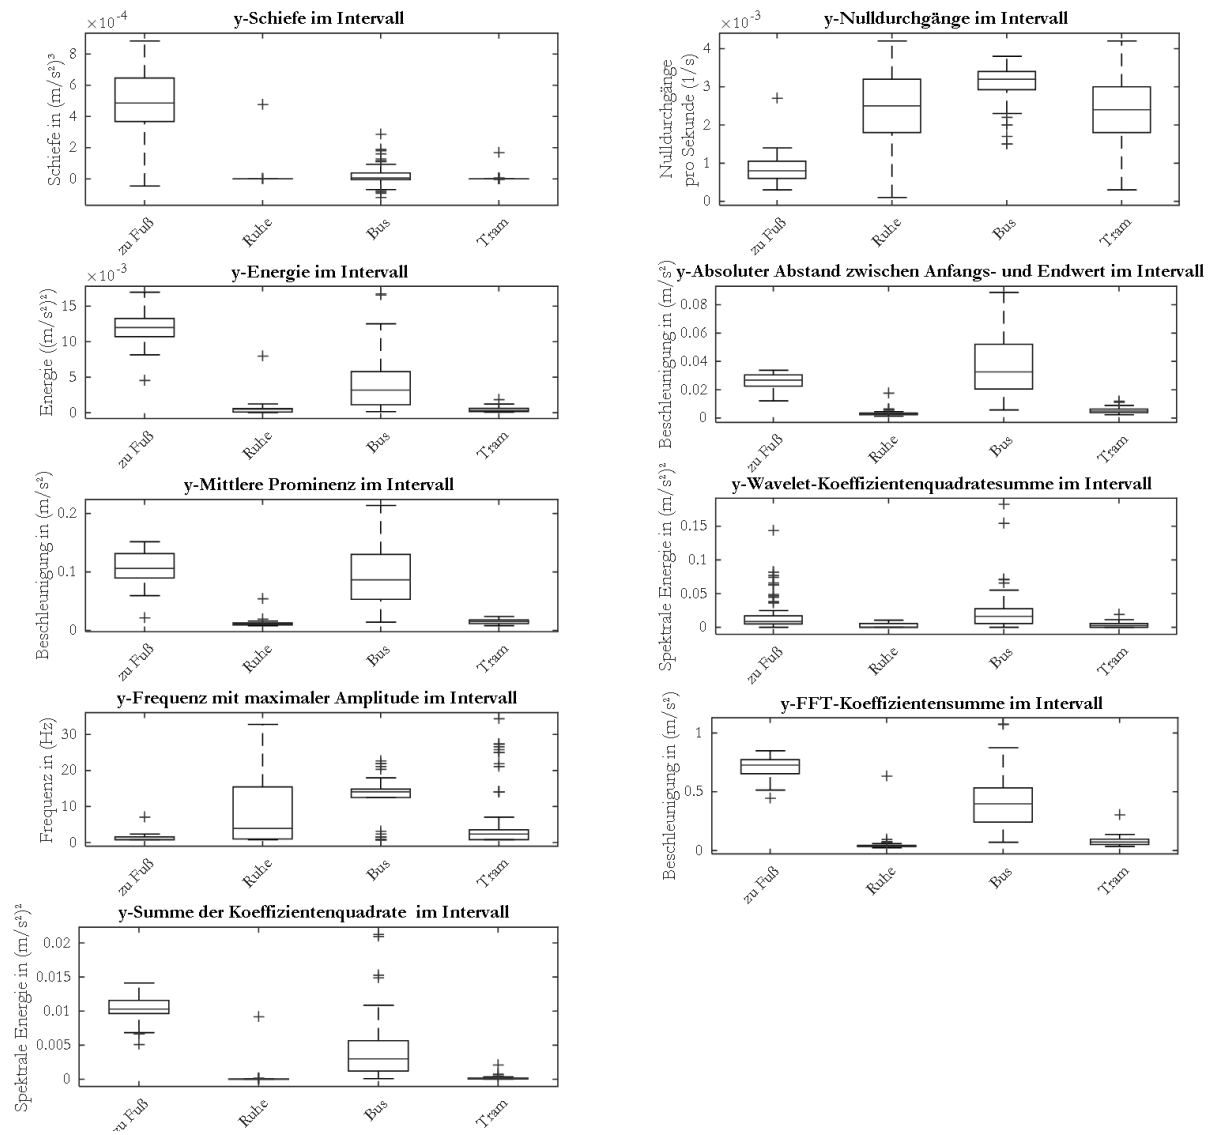 y-Schiefe im Intervall
×10⁻⁴
Schiefe in (m/s²)³
8
6
4
2
0
zu Fuß
Ruhe
Bus
Tram
y-Nulldurchgänge im Intervall
×10⁻³
Nulldurchgänge
pro Sekunde (1/s)
4
3
2
1
0
zu Fuß
Ruhe
Bus
Tram
y-Energie im Intervall
×10⁻³
Energie ((m/s²)²)
15
10
5
0
zu Fuß
Ruhe
Bus
Tram
y-Absoluter Abstand zwischen Anfangs- und Endwert im Intervall
Beschleunigung in (m/s²)
0.08
0.06
0.04
0.02
0
zu Fuß
Ruhe
Bus
Tram
y-Mittlere Prominenz im Intervall
Beschleunigung in (m/s²)
0.2
0.1
0
zu Fuß
Ruhe
Bus
Tram
y-Wavelet-Koeffizientenquadratesumme im Intervall
Spektrale Energie in (m/s²)²
0.15
0.1
0.05
0
zu Fuß
Ruhe
Bus
Tram
y-Frequenz mit maximaler Amplitude im Intervall
Frequenz in (Hz)
30
20
10
0
zu Fuß
Ruhe
Bus
Tram
y-FFT-Koeffizientensumme im Intervall
Beschleunigung in (m/s²)
1
0.5
0
zu Fuß
Ruhe
Bus
Tram
y-Summe der Koeffizientenquadrate im Intervall
Spektrale Energie in (m/s²)²
0.02
0.015
0.01
0.005
0
zu Fuß
Ruhe
Bus
Tram